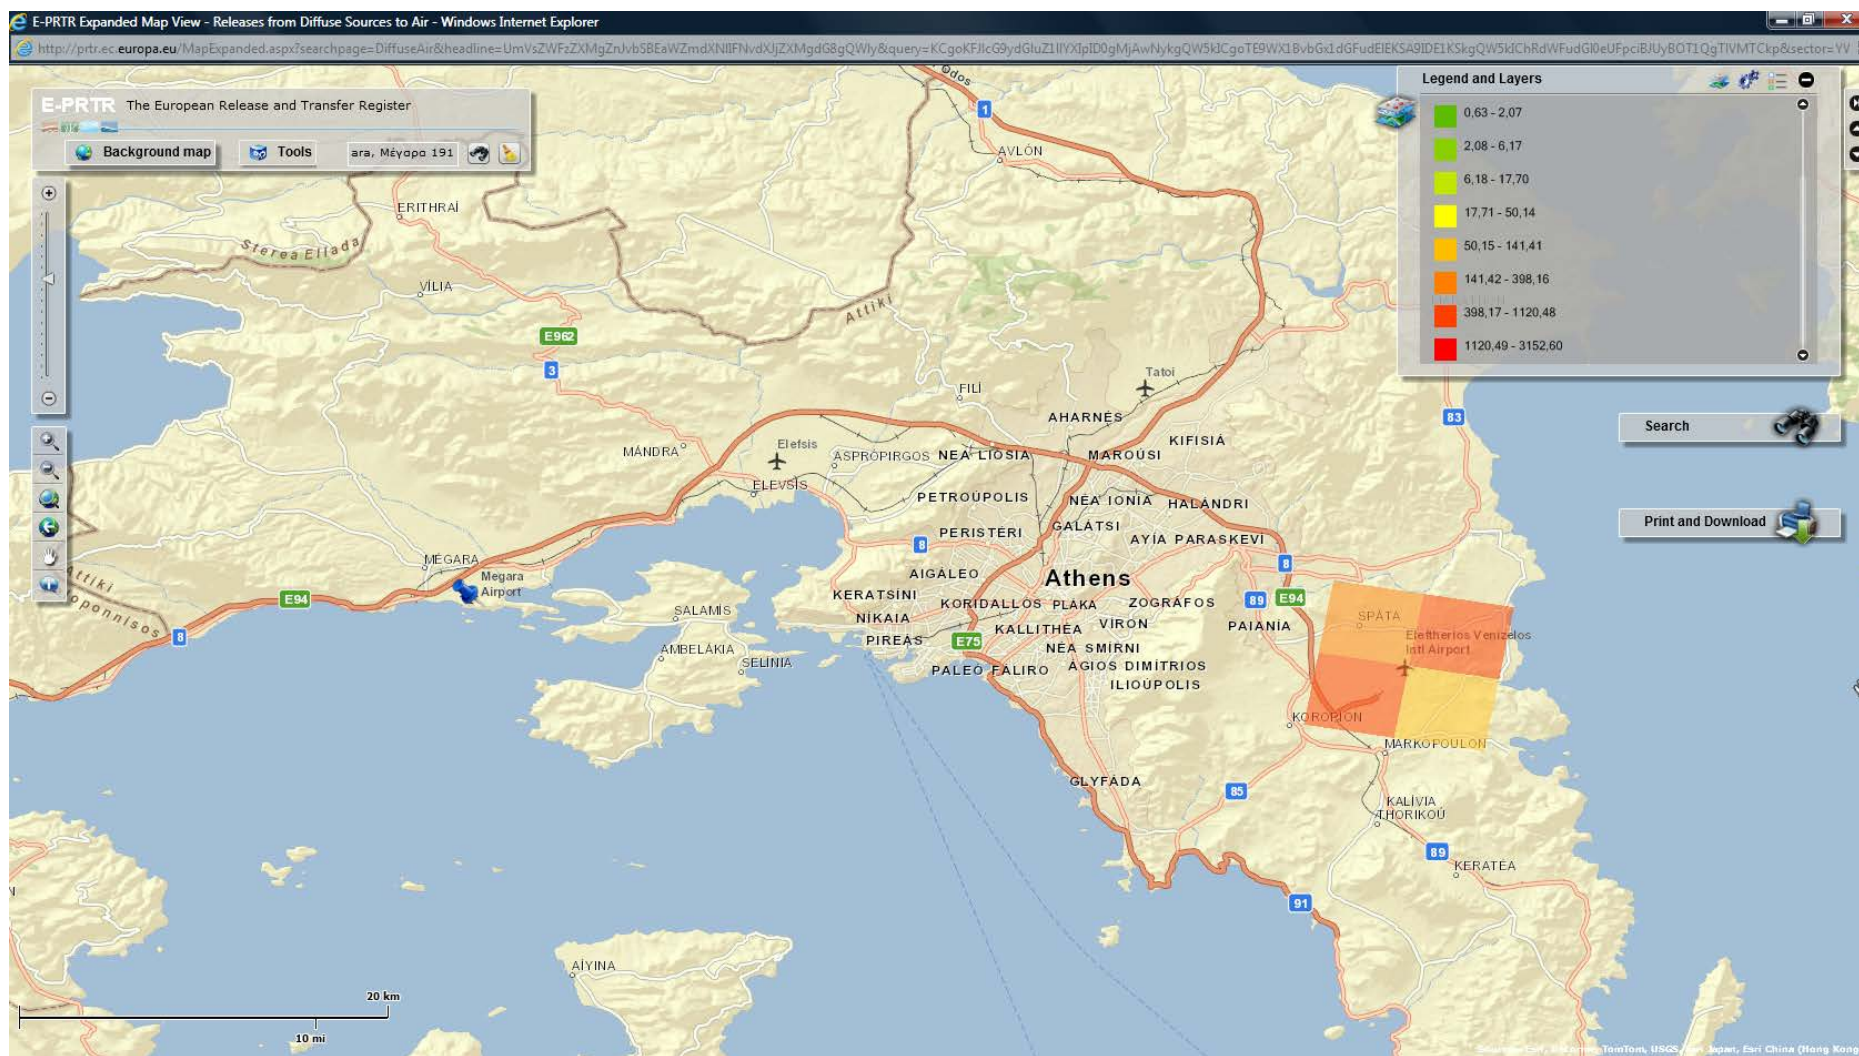 E-PRTR Expanded Map View - Releases from Diffuse Sources to Air - Windows Internet Explorer
E-PRTR The European Release and Transfer Register
Background map
Tools
ara, Μέγαρα 191
Legend and Layers
0,63 - 2,07
2,08 - 6,17
6,18 - 17,70
17,71 - 50,14
50,15 - 141,41
141,42 - 398,16
398,17 - 1120,48
1120,49 - 3152,60
Search
Print and Download
Odos
1
AVLÓN
ERITHRAÍ
Sterea Ellada
VÍLIA
Attiki
E962
3
Tatoi
FILÍ
AHARNÉS
83
KIFISIÁ
MÁNDRA
Elefsis
ASPRÓPIRGOS
NÉA LIÓSIA
MAROÚSI
ELEVSÍS
PETROÚPOLIS
NÉA IONÍA
HALÁNDRI
PERISTÉRI
GALÁTSI
AYÍA PARASKEVÍ
8
8
MÉGARA
Megara
Airport
Attiki
oponnisos
E94
8
AIGÁLEO
Athens
KERATSÍNI
KORIDALLÓS
PLÁKA
ZOGRÁFOS
89
E94
SALAMÍS
NÍKAIA
KALLITHÉA
VÍRON
PAIANÍA
SPÁTA
PIREÁS
E75
NÉA SMÍRNI
Eleftherios Venizelos
Intl Airport
AMBELÁKIA
SELÍNIA
PALEÓ FÁLIRO
ÁGIOS DIMÍTRIOS
ILIOÚPOLIS
KOROPÍON
MARKÓPOULON
GLYFÁDA
85
KALÍVIA
THORIKOÚ
89
KERATÉA
91
AÍYINA
20 km
10 mi